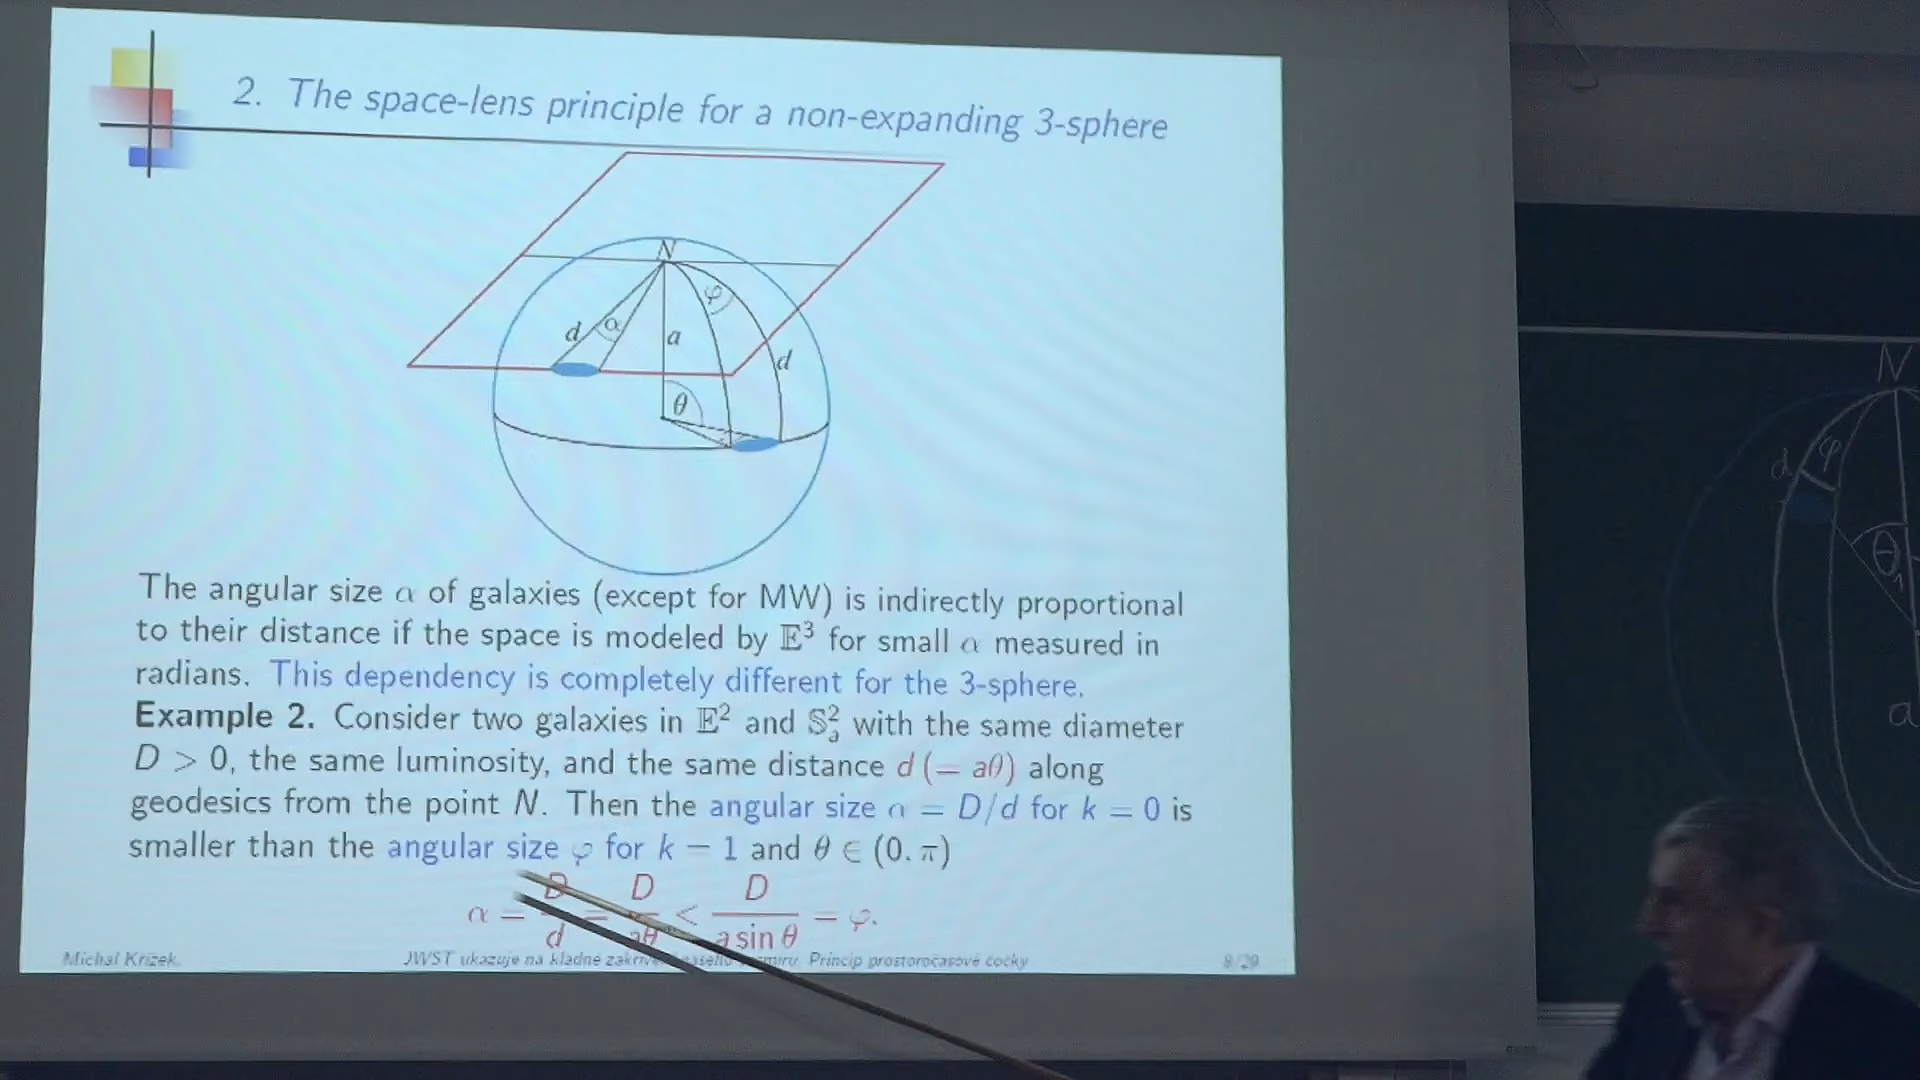 2. The space-lens principle for a non-expanding 3-sphere
N
φ
d α a d
θ
The angular size α of galaxies (except for MW) is indirectly proportional
to their distance if the space is modeled by 𝔼³ for small α measured in
radians. This dependency is completely different for the 3-sphere.
Example 2. Consider two galaxies in 𝔼² and 𝕊²ₐ with the same diameter
D > 0, the same luminosity, and the same distance d (= aθ) along
geodesics from the point N. Then the angular size α = D/d for k = 0 is
smaller than the angular size φ for k = 1 and θ ∈ (0, π)
α = D/d = D/aθ < D/(a sin θ) = φ.
Michal Křížek JWST ukazuje na kladné Princip prostoročasové čočky 8/29
N
d φ
θ₁
a